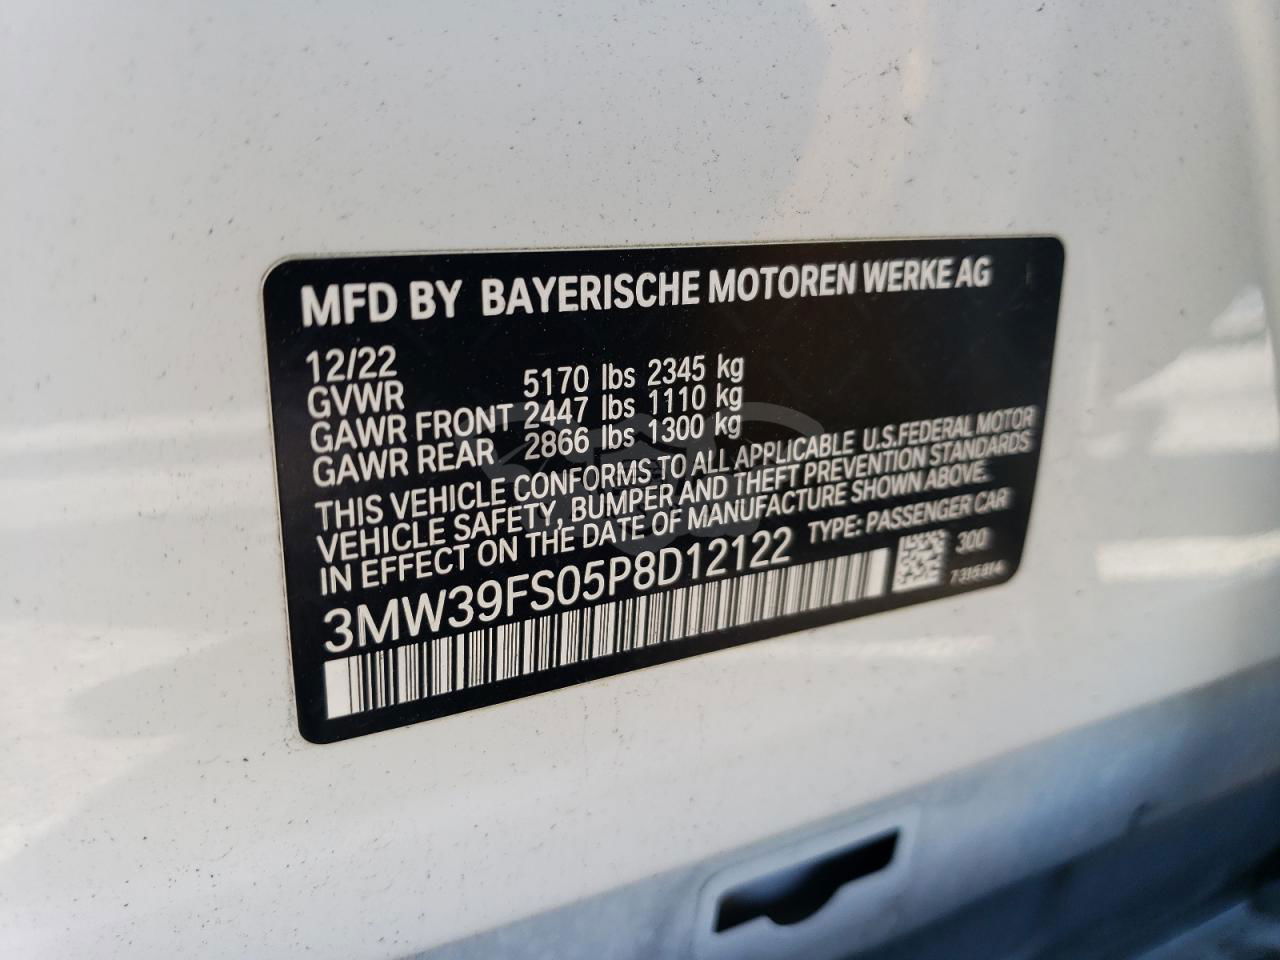 MFD BY BAYERISCHE MOTOREN WERKE AG
12/22
GVWR 5170 lbs 2345 kg
GAWR FRONT 2447 lbs 1110 kg
GAWR REAR 2866 lbs 1300 kg
THIS VEHICLE CONFORMS TO ALL APPLICABLE U.S.FEDERAL MOTOR
VEHICLE SAFETY, BUMPER AND THEFT PREVENTION STANDARDS
IN EFFECT ON THE DATE OF MANUFACTURE SHOWN ABOVE.
3MW39FS05P8D12122 TYPE: PASSENGER CAR
300
7315814